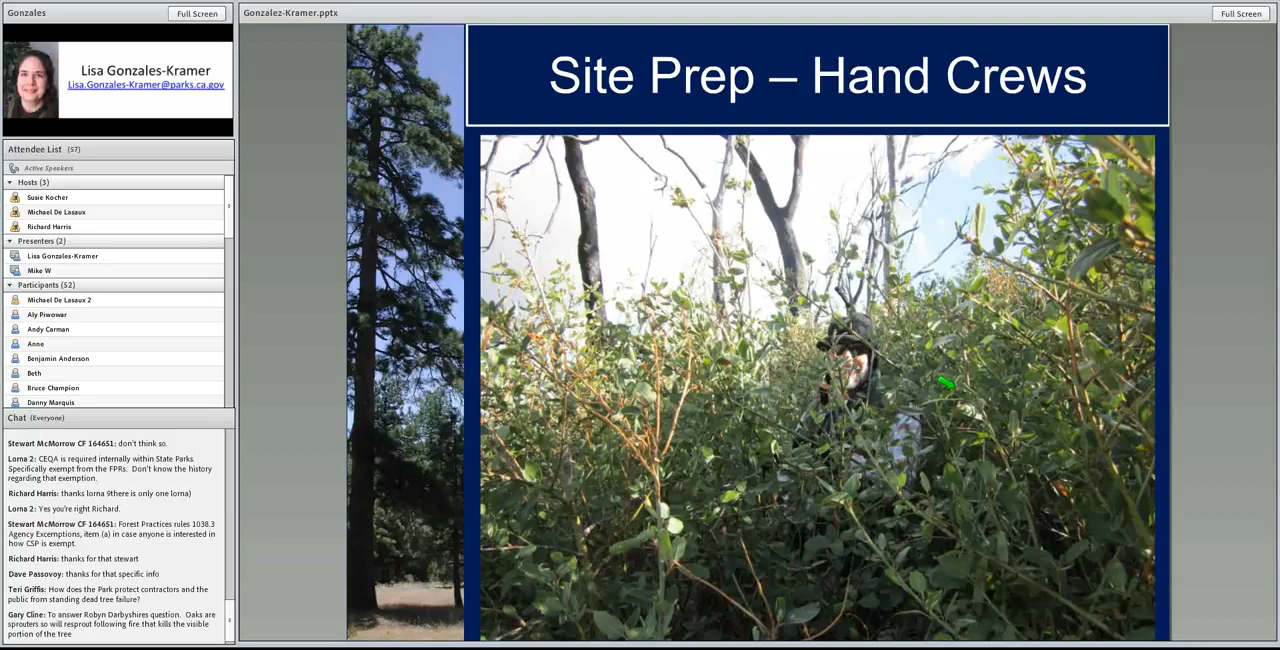 Gonzales
Full Screen
Lisa Gonzales-Kramer
Lisa.Gonzales-Kramer@parks.ca.gov
Attendee List (57)
Active Speakers
Hosts (3)
Susie Kocher
Michael De Lasaux
Richard Harris
Presenters (2)
Lisa Gonzales-Kramer
Mike W
Participants (52)
Michael De Lasaux 2
Aly Piwowar
Andy Carman
Anne
Benjamin Anderson
Beth
Bruce Champion
Danny Marquis
Chat (Everyone)
Stewart McMorrow CF 164651: don't think so.
Lorna 2: CEQA is required internally within State Parks.
Specifically exempt from the FPRs. Don't know the history
regarding that exemption.
Richard Harris: thanks lorna 9there is only one lorna)
Lorna 2: Yes you're right Richard.
Stewart McMorrow CF 164651: Forest Practices rules 1038.3
Agency Excemptions, item (a) in case anyone is interested in
how CSP is exempt.
Richard Harris: thanks for that stewart
Dave Passovoy: thanks for that specific info
Teri Griffis: How does the Park protect contractors and the
public from standing dead tree failure?
Gary Cline: To answer Robyn Darbyshires question. Oaks are
sprouters so will resprout following fire that kills the visible
portion of the tree
Gonzalez-Kramer.pptx
Full Screen
Site Prep – Hand Crews